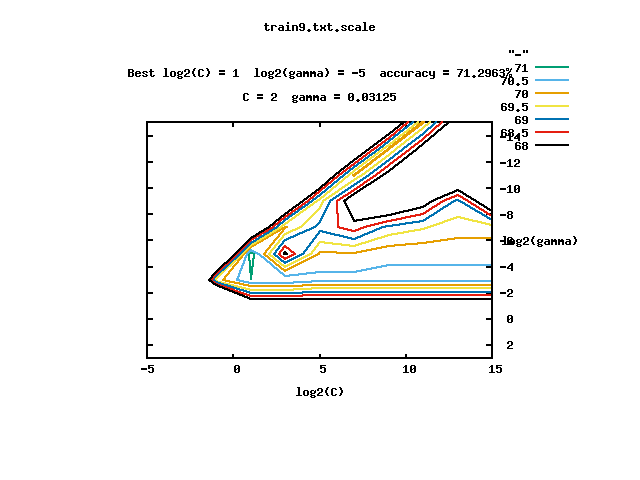 train9.txt.scale
"-"
Best log2(C) = 1  log2(gamma) = -5  accuracy = 71.2963%
71
70.5
70
C = 2  gamma = 0.03125
69.5
69
68.5
68
-14
-12
-10
-8
-6
log2(gamma)
-4
-2
0
2
-5 0 5 10 15
log2(C)